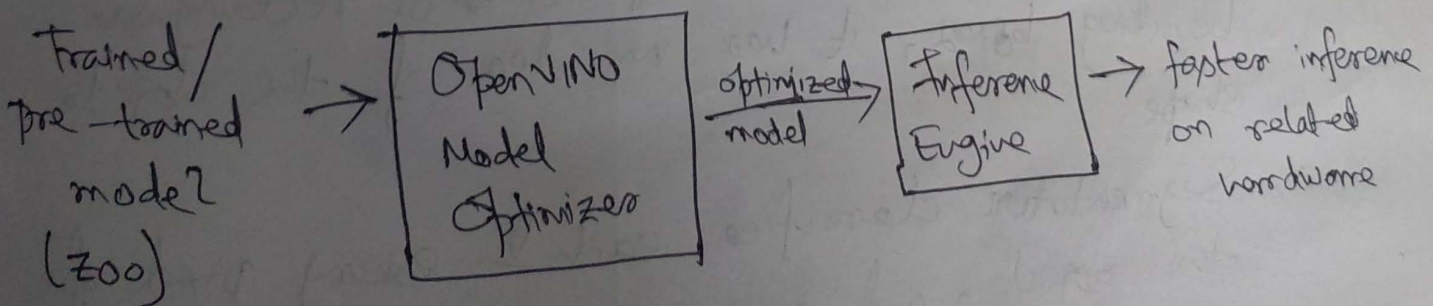 Trained/
pre-trained
model
(zoo)
OpenVINO
Model
Optimizer
optimized
model
Inference
Engine
faster inference
on related
hardware